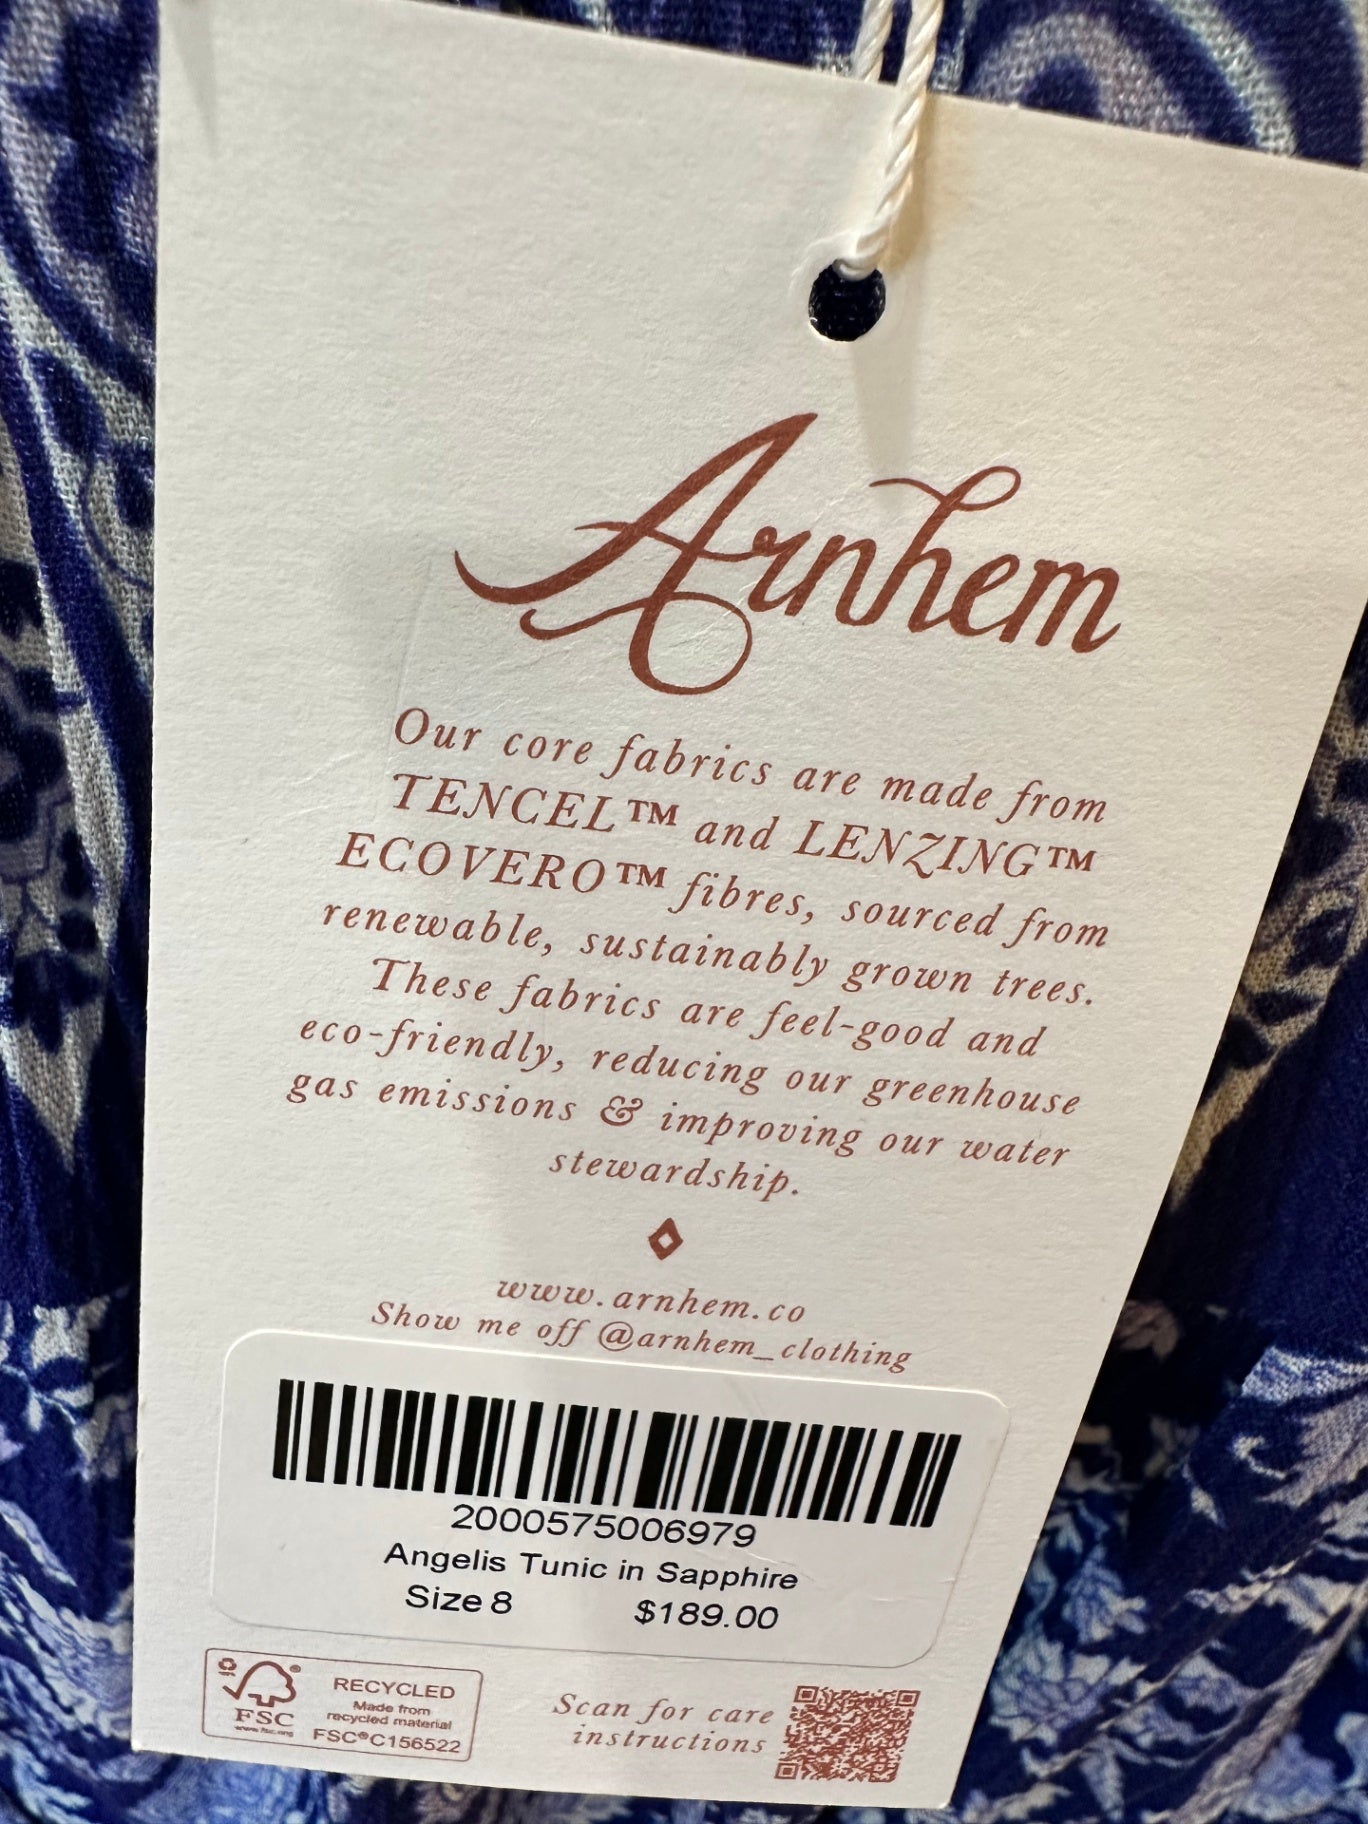 Arnhem
Our core fabrics are made from
TENCEL™ and LENZING™
ECOVERO™ fibres, sourced from
renewable, sustainably grown trees.
These fabrics are feel-good and
eco-friendly, reducing our greenhouse
gas emissions & improving our water
stewardship.
www.arnhem.co
Show me off @arnhem_clothing
2000575006979
Angelis Tunic in Sapphire
Size 8 $189.00
FSC
www.fsc.org
RECYCLED
Made from
recycled material
FSC® C156522
Scan for care
instructions